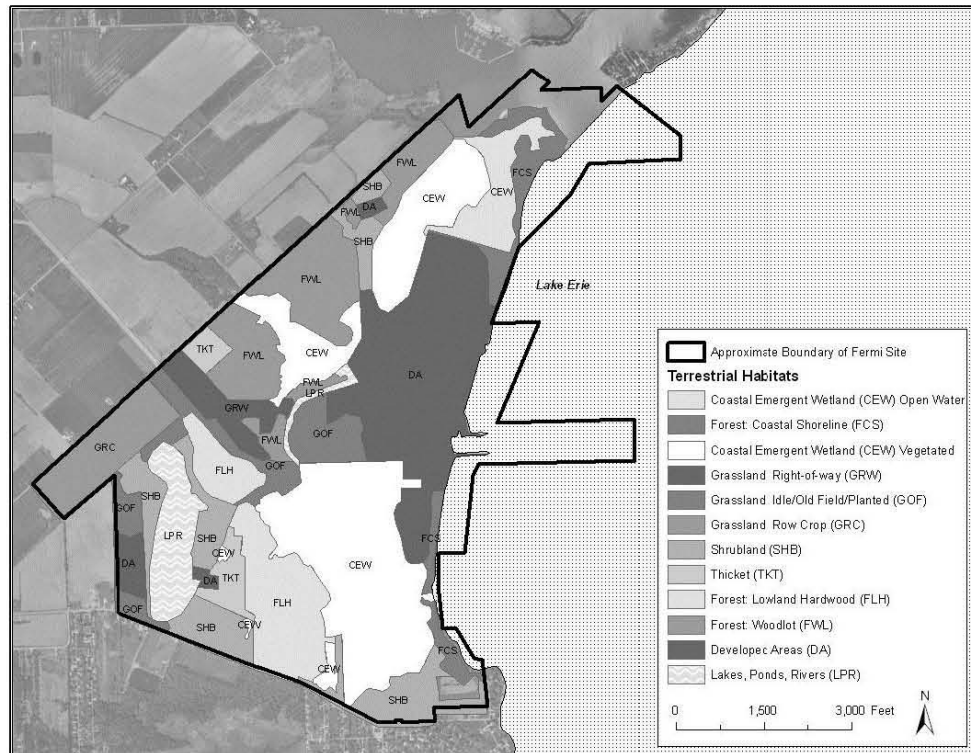 FWL
SHB
FCS
FWL
DA
CEW
CEW
SHB
Lake Erie
FWL
TKT
FWL
CEW
FWL
LPR
DA
GRW
FWL
GOF
GRC
GOF
FLH
SHB
GOF
LPR
SHB
FCS
CEW
DA
DA
TKT
CEW
FLH
GOF
SHB
CEW
CEW
FCS
SHB
Approximate Boundary of Fermi Site
Terrestrial Habitats
Coastal Emergent Wetland (CEW) Open Water
Forest: Coastal Shoreline (FCS)
Coastal Emergent Wetland (CEW) Vegetated
Grassland Right-of-way (GRW)
Grassland Idle/Old Field/Planted (GOF)
Grassland Row Crop (GRC)
Shrubland (SHB)
Thicket (TKT)
Forest: Lowland Hardwood (FLH)
Forest: Woodlot (FWL)
Developec Areas (DA)
Lakes, Ponds, Rivers (LPR)
N
0 1,500 3,000 Feet